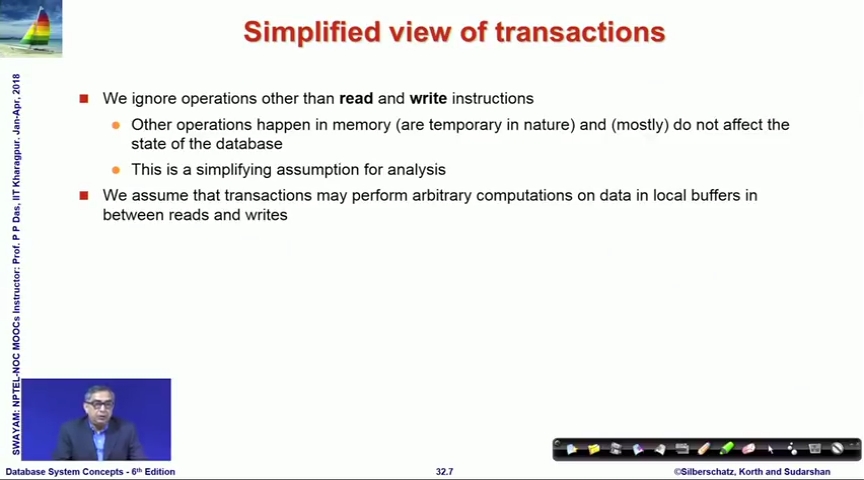 Simplified view of transactions
We ignore operations other than read and write instructions
Other operations happen in memory (are temporary in nature) and (mostly) do not affect the
state of the database
This is a simplifying assumption for analysis
We assume that transactions may perform arbitrary computations on data in local buffers in
between reads and writes
SWAYAM: NPTEL-NOC MOOCs Instructor: Prof. P P Das, IIT Kharagpur, Jan-Apr, 2018
Database System Concepts - 6th Edition
32.7
©Silberschatz, Korth and Sudarshan